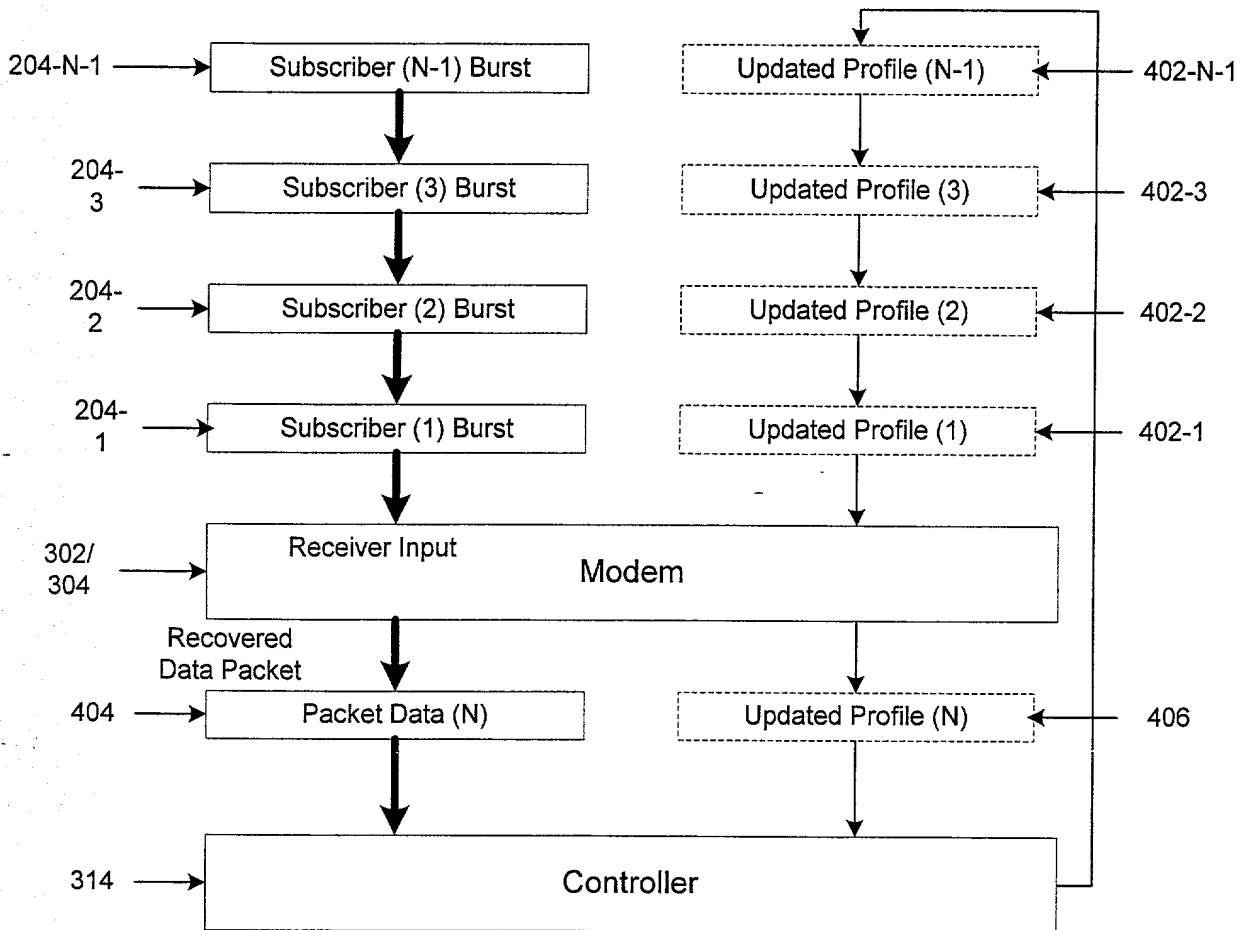 204-N-1
Subscriber (N-1) Burst
Updated Profile (N-1)
402-N-1
204-
3
Subscriber (3) Burst
Updated Profile (3)
402-3
204-
2
Subscriber (2) Burst
Updated Profile (2)
402-2
204-
1
Subscriber (1) Burst
Updated Profile (1)
402-1
302/
304
Receiver Input
Modem
Recovered
Data Packet
404
Packet Data (N)
Updated Profile (N)
406
314
Controller